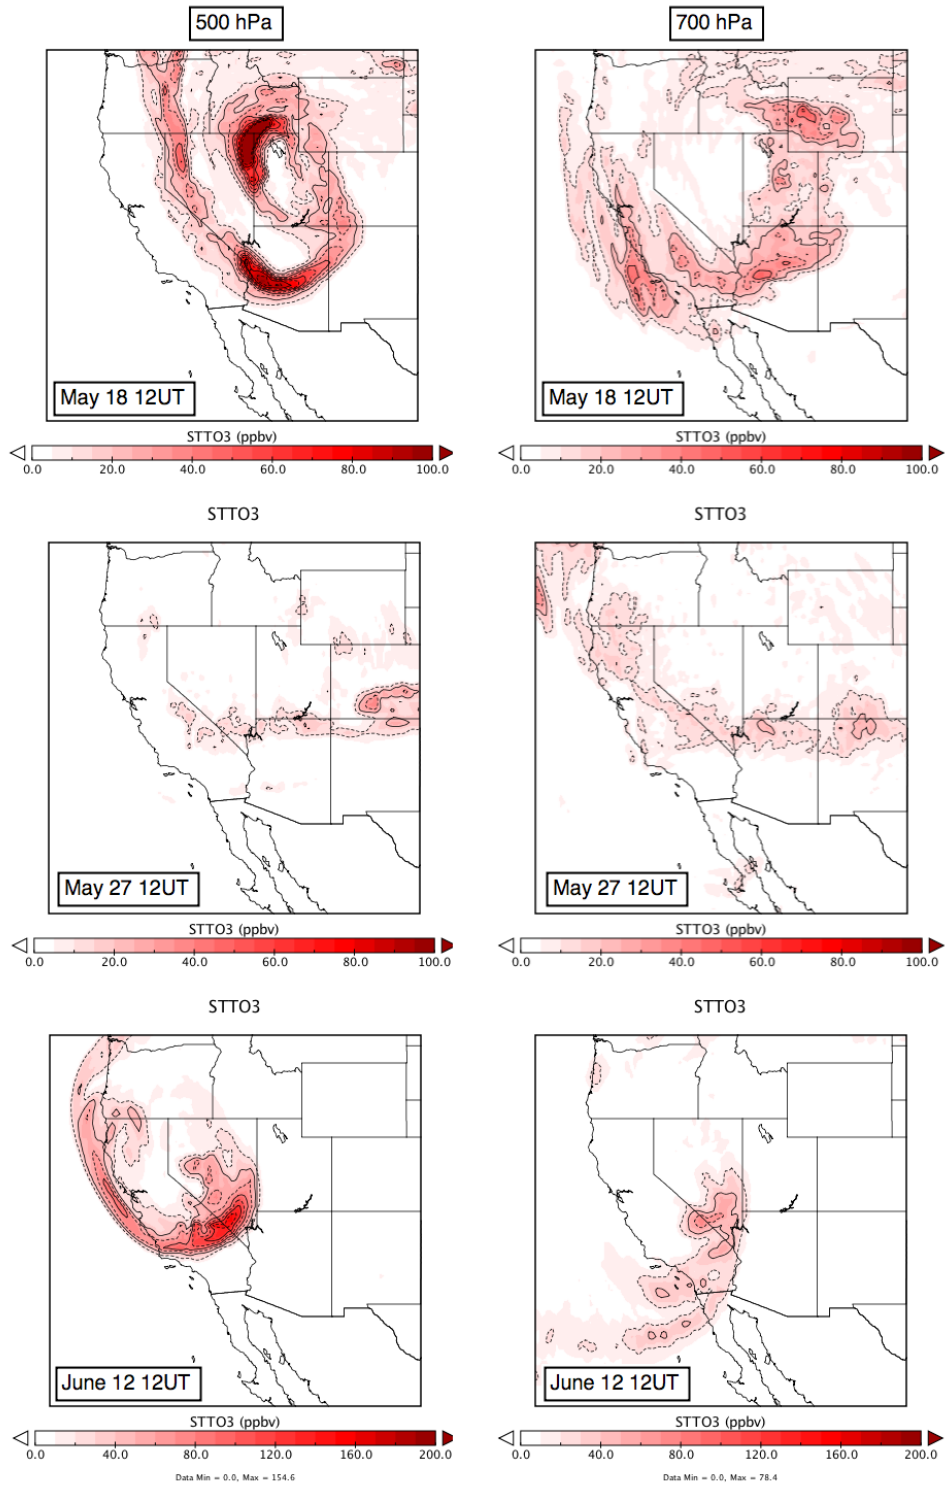 500 hPa
700 hPa
May 18 12UT
May 18 12UT
STTO3 (ppbv)
STTO3 (ppbv)
0.0 20.0 40.0 60.0 80.0 100.0
0.0 20.0 40.0 60.0 80.0 100.0
STTO3
STTO3
May 27 12UT
May 27 12UT
STTO3 (ppbv)
STTO3 (ppbv)
0.0 20.0 40.0 60.0 80.0 100.0
0.0 20.0 40.0 60.0 80.0 100.0
STTO3
STTO3
June 12 12UT
June 12 12UT
STTO3 (ppbv)
STTO3 (ppbv)
0.0 40.0 80.0 120.0 160.0 200.0
0.0 40.0 80.0 120.0 160.0 200.0
Data Min = 0.0, Max = 154.6
Data Min = 0.0, Max = 78.4